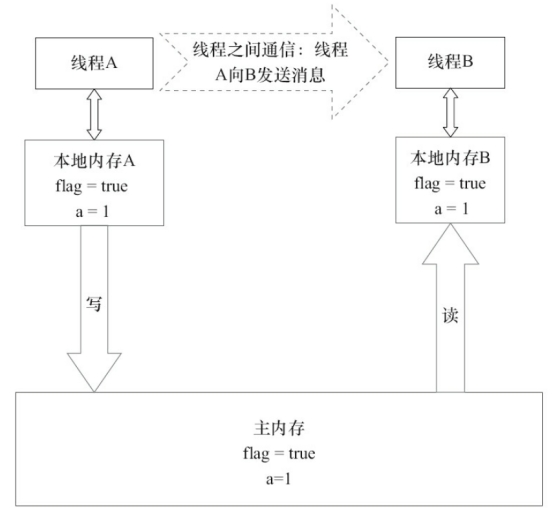 线程A
线程之间通信：线程
A向B发送消息
线程B
本地内存A
flag = true
a = 1
本地内存B
flag = true
a = 1
写
读
主内存
flag = true
a=1